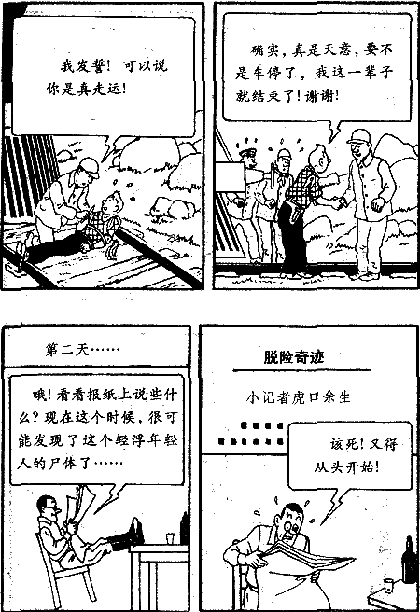 我发誓！可以说
你是真走运！
确实，真是天意、要不
是车停了，我这一辈子
就结束了！谢谢！
第二天……
哦！看看报纸上说些什
么？现在这个时候，很可
能发现了这个轻浮年轻
人的尸体了……
脱险奇迹
小记者虎口余生
该死！又得
从头开始！